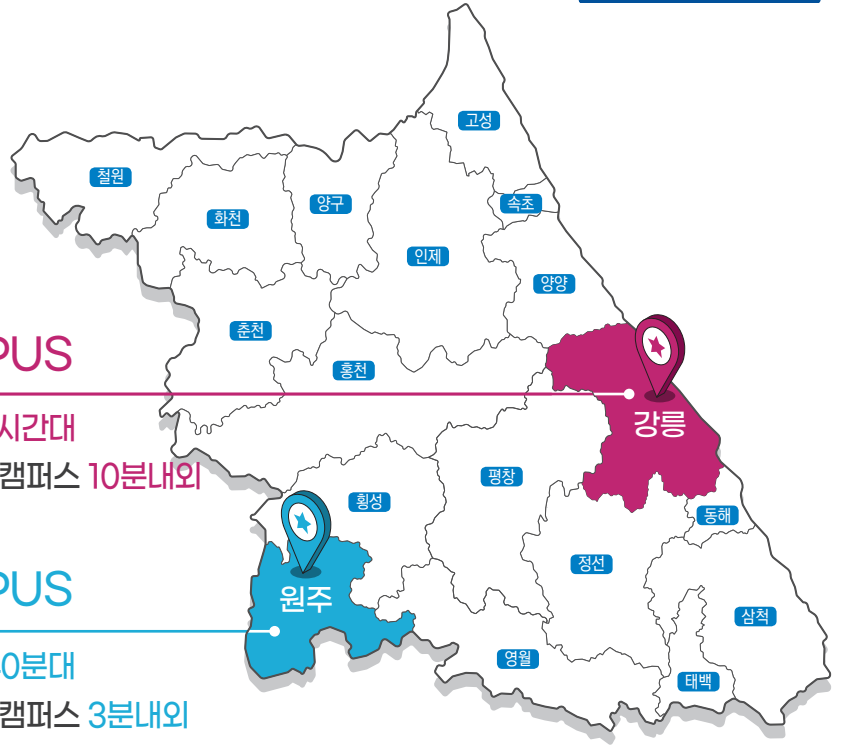 고성
철원
양구
속초
화천
인제
양양
춘천
홍천
PUS
시간대
강릉
캠퍼스 10분내외
평창
횡성
동해
정선
PUS
원주
삼척
0분대
영월
태백
캠퍼스 3분내외